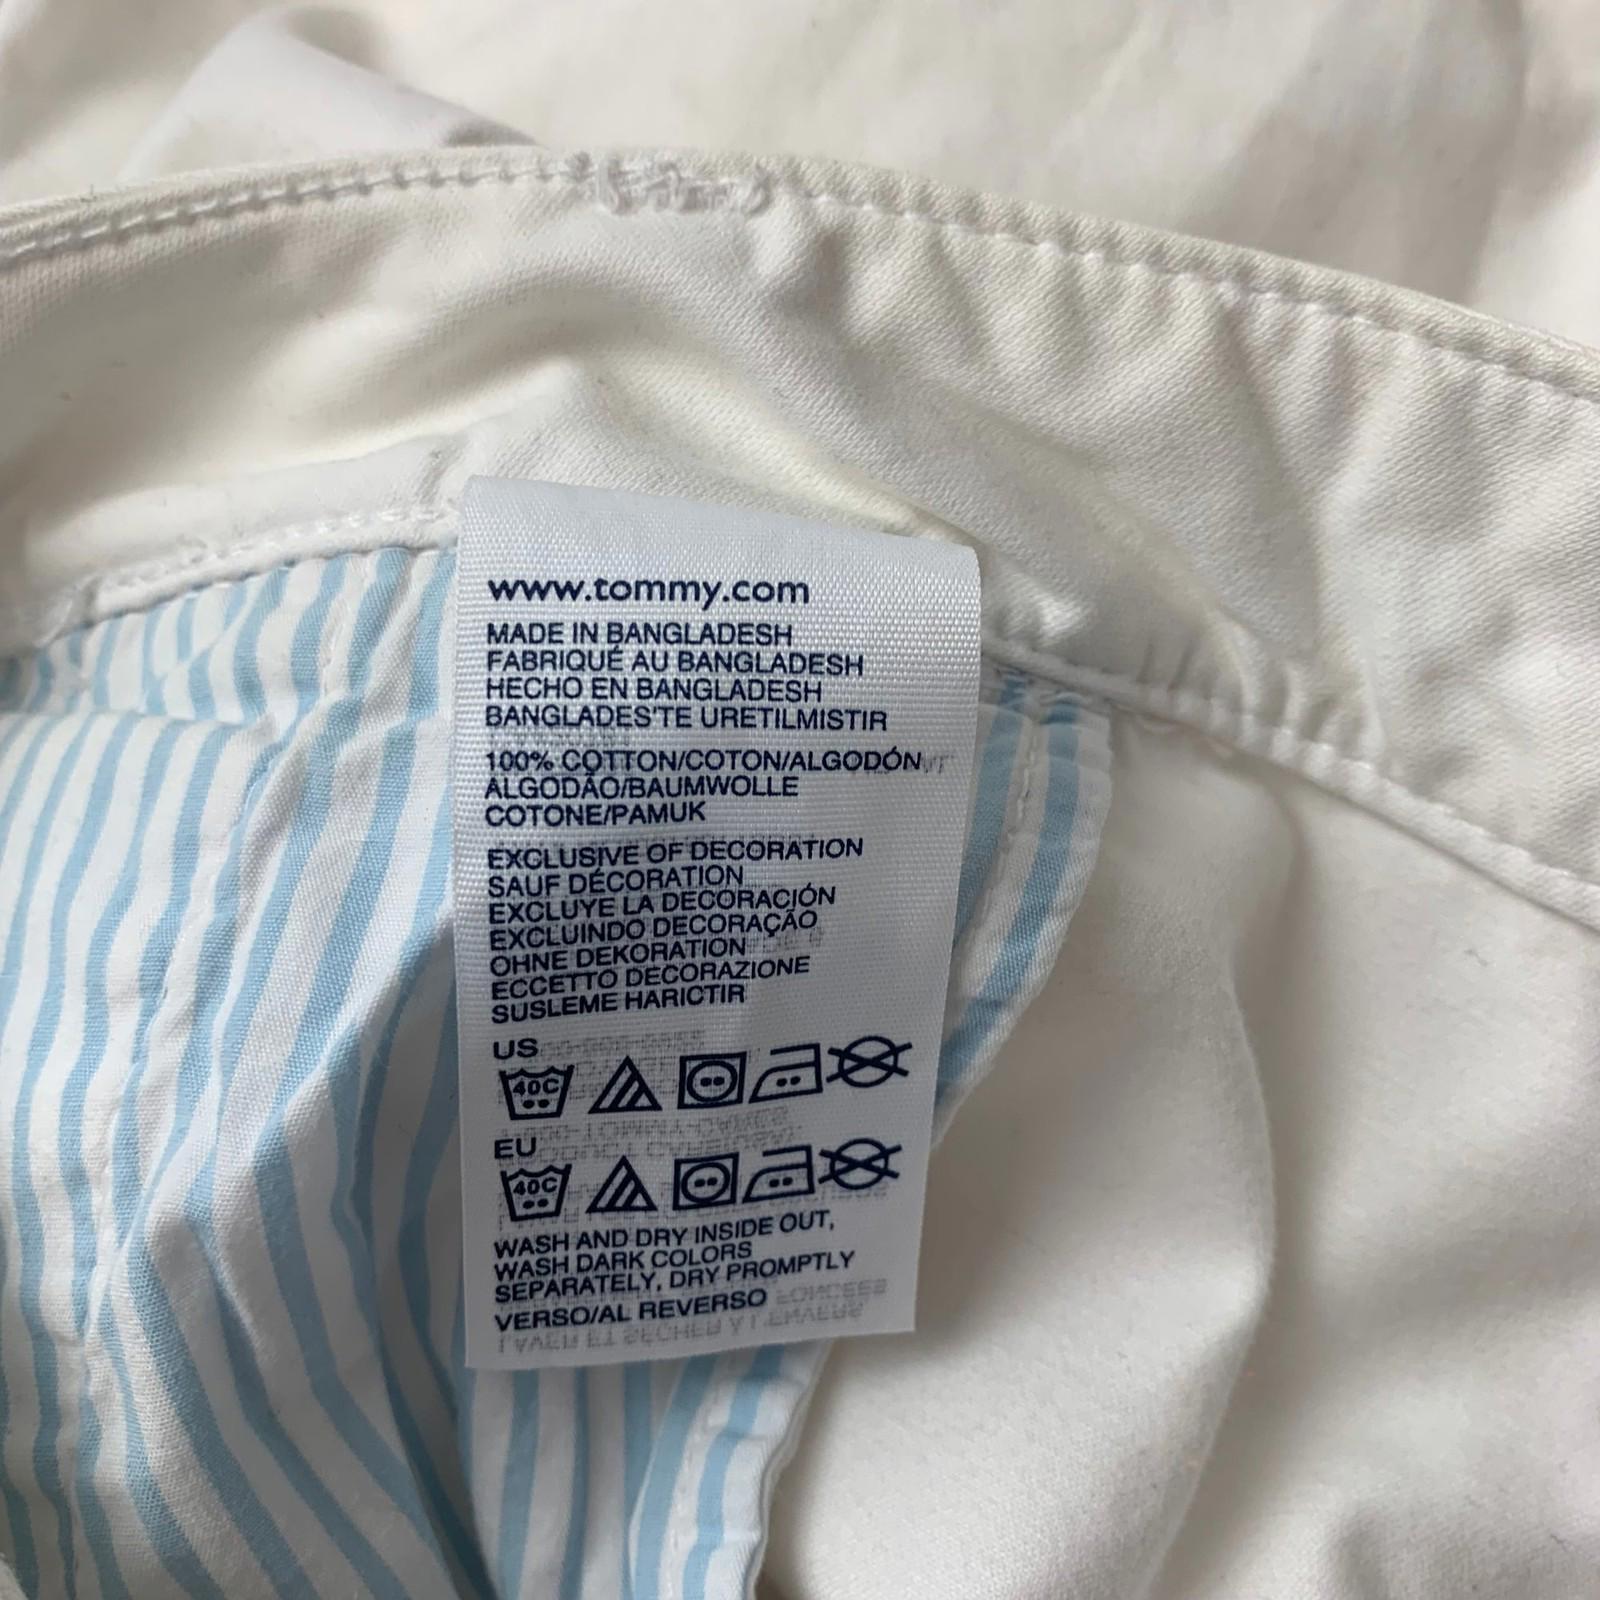 www.tommy.com
MADE IN BANGLADESH
FABRIQUÉ AU BANGLADESH
HECHO EN BANGLADESH
BANGLADES'TE URETILMISTIR
100% COTTON/COTON/ALGODÓN
ALGODÃO/BAUMWOLLE
COTONE/PAMUK
EXCLUSIVE OF DECORATION
SAUF DÉCORATION
EXCLUYE LA DECORACIÓN
EXCLUINDO DECORAÇÃO
OHNE DEKORATION
ECCETTO DECORAZIONE
SUSLEME HARICTIR
US
40C
EU
40C
WASH AND DRY INSIDE OUT,
WASH DARK COLORS
SEPARATELY, DRY PROMPTLY
VERSO/AL REVERSO